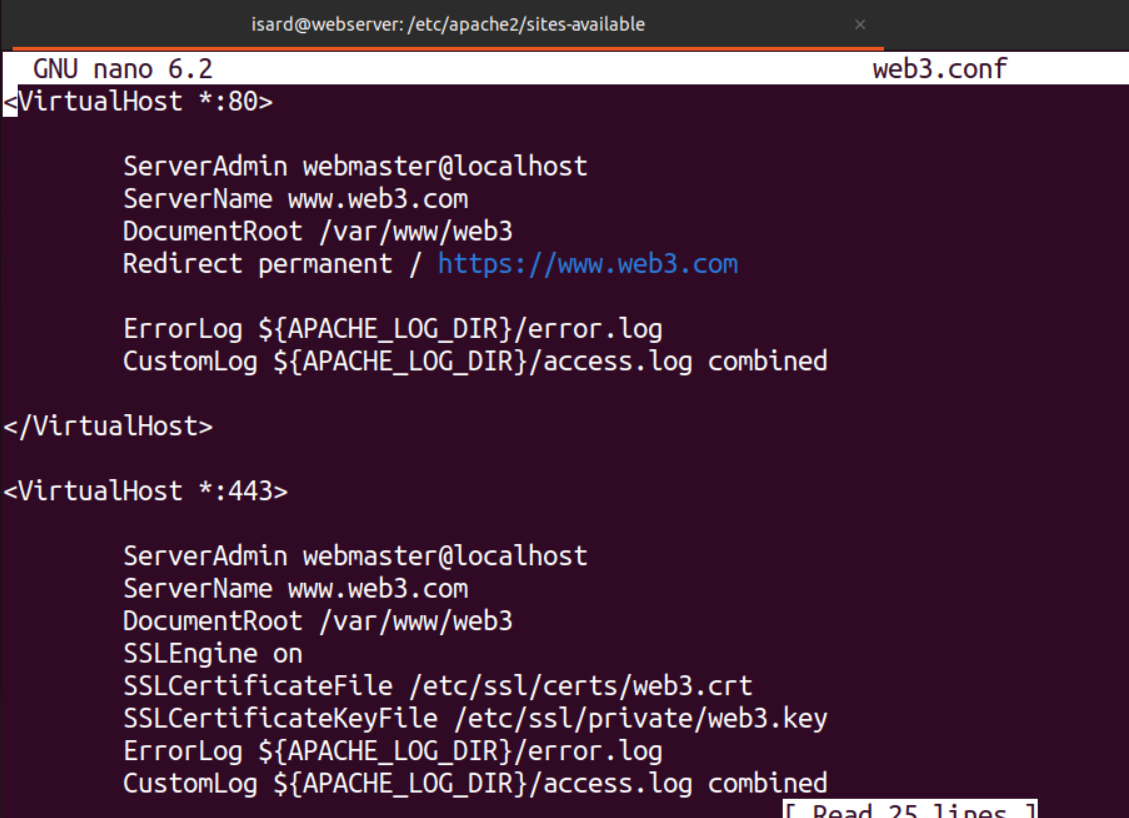 isard@webserver: /etc/apache2/sites-available ×
GNU nano 6.2 web3.conf
<VirtualHost *:80>
ServerAdmin webmaster@localhost
ServerName www.web3.com
DocumentRoot /var/www/web3
Redirect permanent / https://www.web3.com
ErrorLog ${APACHE_LOG_DIR}/error.log
CustomLog ${APACHE_LOG_DIR}/access.log combined
</VirtualHost>
<VirtualHost *:443>
ServerAdmin webmaster@localhost
ServerName www.web3.com
DocumentRoot /var/www/web3
SSLEngine on
SSLCertificateFile /etc/ssl/certs/web3.crt
SSLCertificateKeyFile /etc/ssl/private/web3.key
ErrorLog ${APACHE_LOG_DIR}/error.log
CustomLog ${APACHE_LOG_DIR}/access.log combined
[ Read 25 lines ]